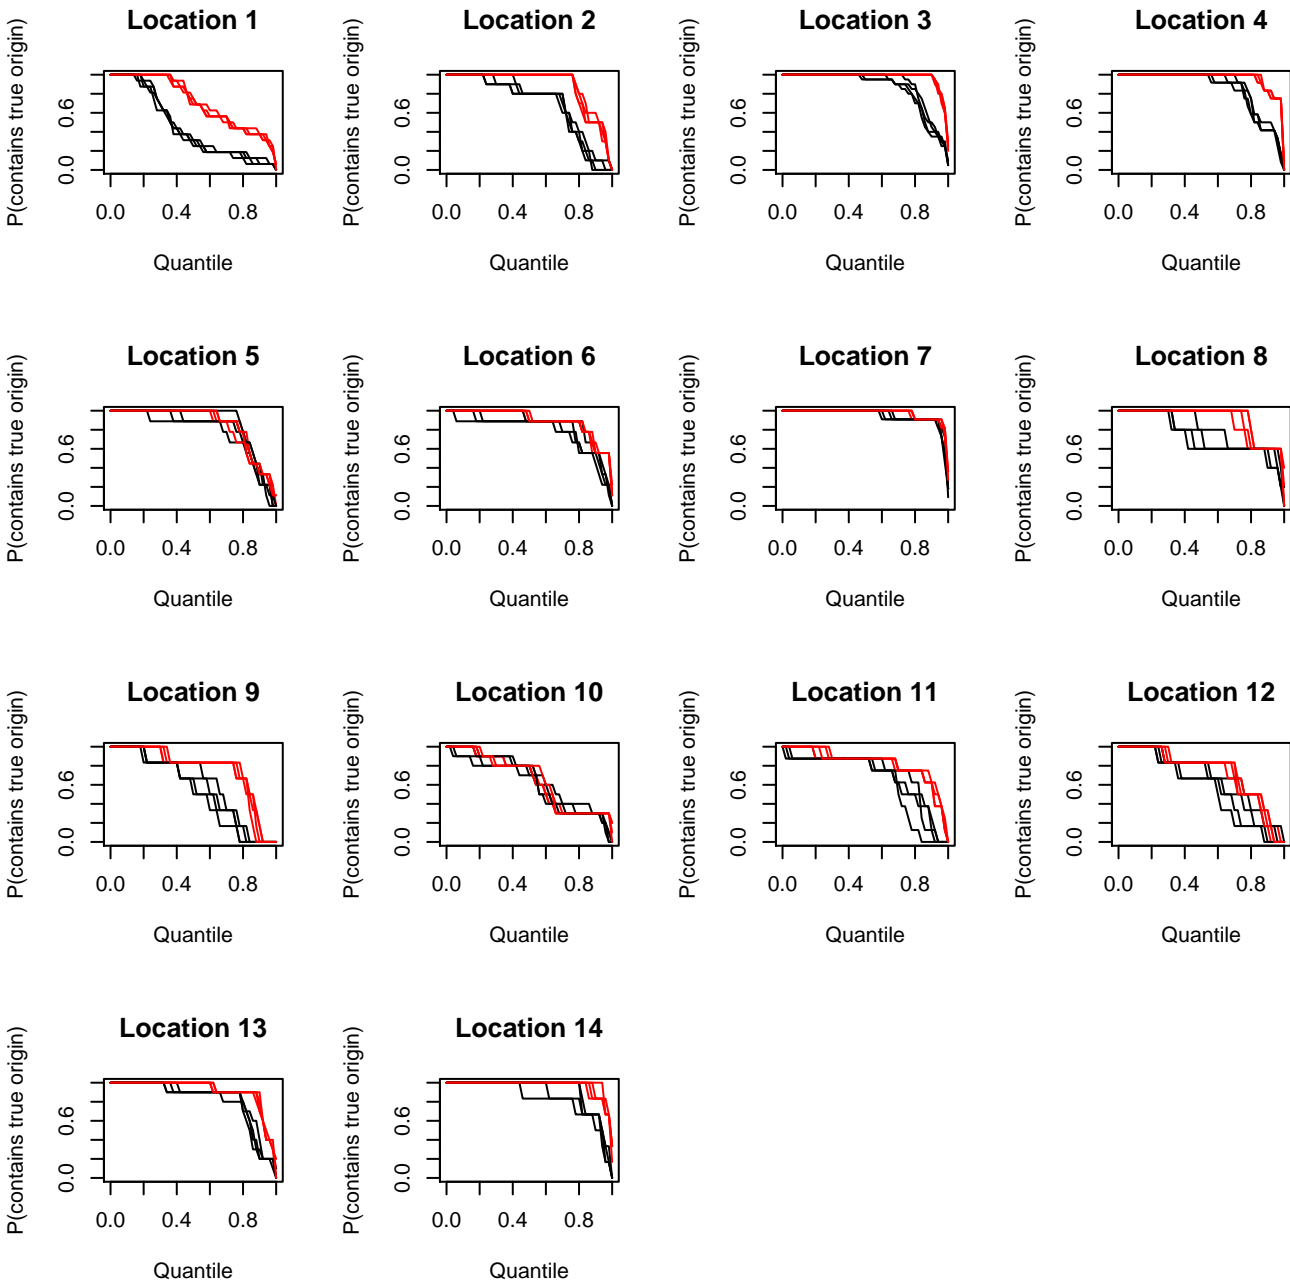 Location 1
P(contains true origin)
0.0 0.6
0.0 0.4 0.8
Quantile
Location 2
P(contains true origin)
0.0 0.6
0.0 0.4 0.8
Quantile
Location 3
P(contains true origin)
0.0 0.6
0.0 0.4 0.8
Quantile
Location 4
P(contains true origin)
0.0 0.6
0.0 0.4 0.8
Quantile
Location 5
P(contains true origin)
0.0 0.6
0.0 0.4 0.8
Quantile
Location 6
P(contains true origin)
0.0 0.6
0.0 0.4 0.8
Quantile
Location 7
P(contains true origin)
0.0 0.6
0.0 0.4 0.8
Quantile
Location 8
P(contains true origin)
0.0 0.6
0.0 0.4 0.8
Quantile
Location 9
P(contains true origin)
0.0 0.6
0.0 0.4 0.8
Quantile
Location 10
P(contains true origin)
0.0 0.6
0.0 0.4 0.8
Quantile
Location 11
P(contains true origin)
0.0 0.6
0.0 0.4 0.8
Quantile
Location 12
P(contains true origin)
0.0 0.6
0.0 0.4 0.8
Quantile
Location 13
P(contains true origin)
0.0 0.6
0.0 0.4 0.8
Quantile
Location 14
P(contains true origin)
0.0 0.6
0.0 0.4 0.8
Quantile